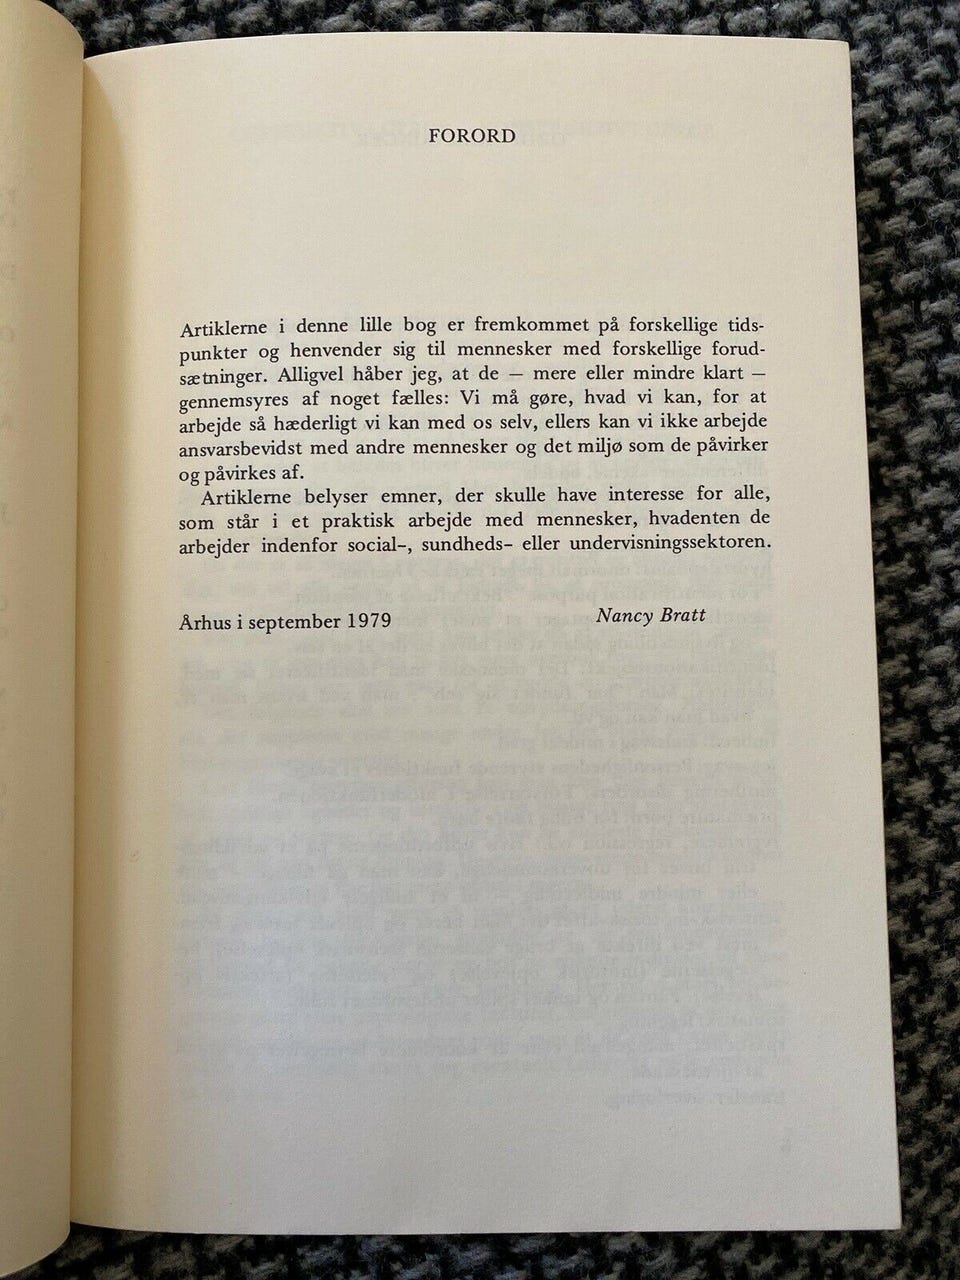 FORORD
Artiklerne i denne lille bog er fremkommet på forskellige tids-
punkter og henvender sig til mennesker med forskellige forud-
sætninger. Alligvel håber jeg, at de — mere eller mindre klart —
gennemsyres af noget fælles: Vi må gøre, hvad vi kan, for at
arbejde så hæderligt vi kan med os selv, ellers kan vi ikke arbejde
ansvarsbevidst med andre mennesker og det miljø som de påvirker
og påvirkes af.
Artiklerne belyser emner, der skulle have interesse for alle,
som står i et praktisk arbejde med mennesker, hvadenten de
arbejder indenfor social-, sundheds- eller undervisningssektoren.
Århus i september 1979 Nancy Bratt